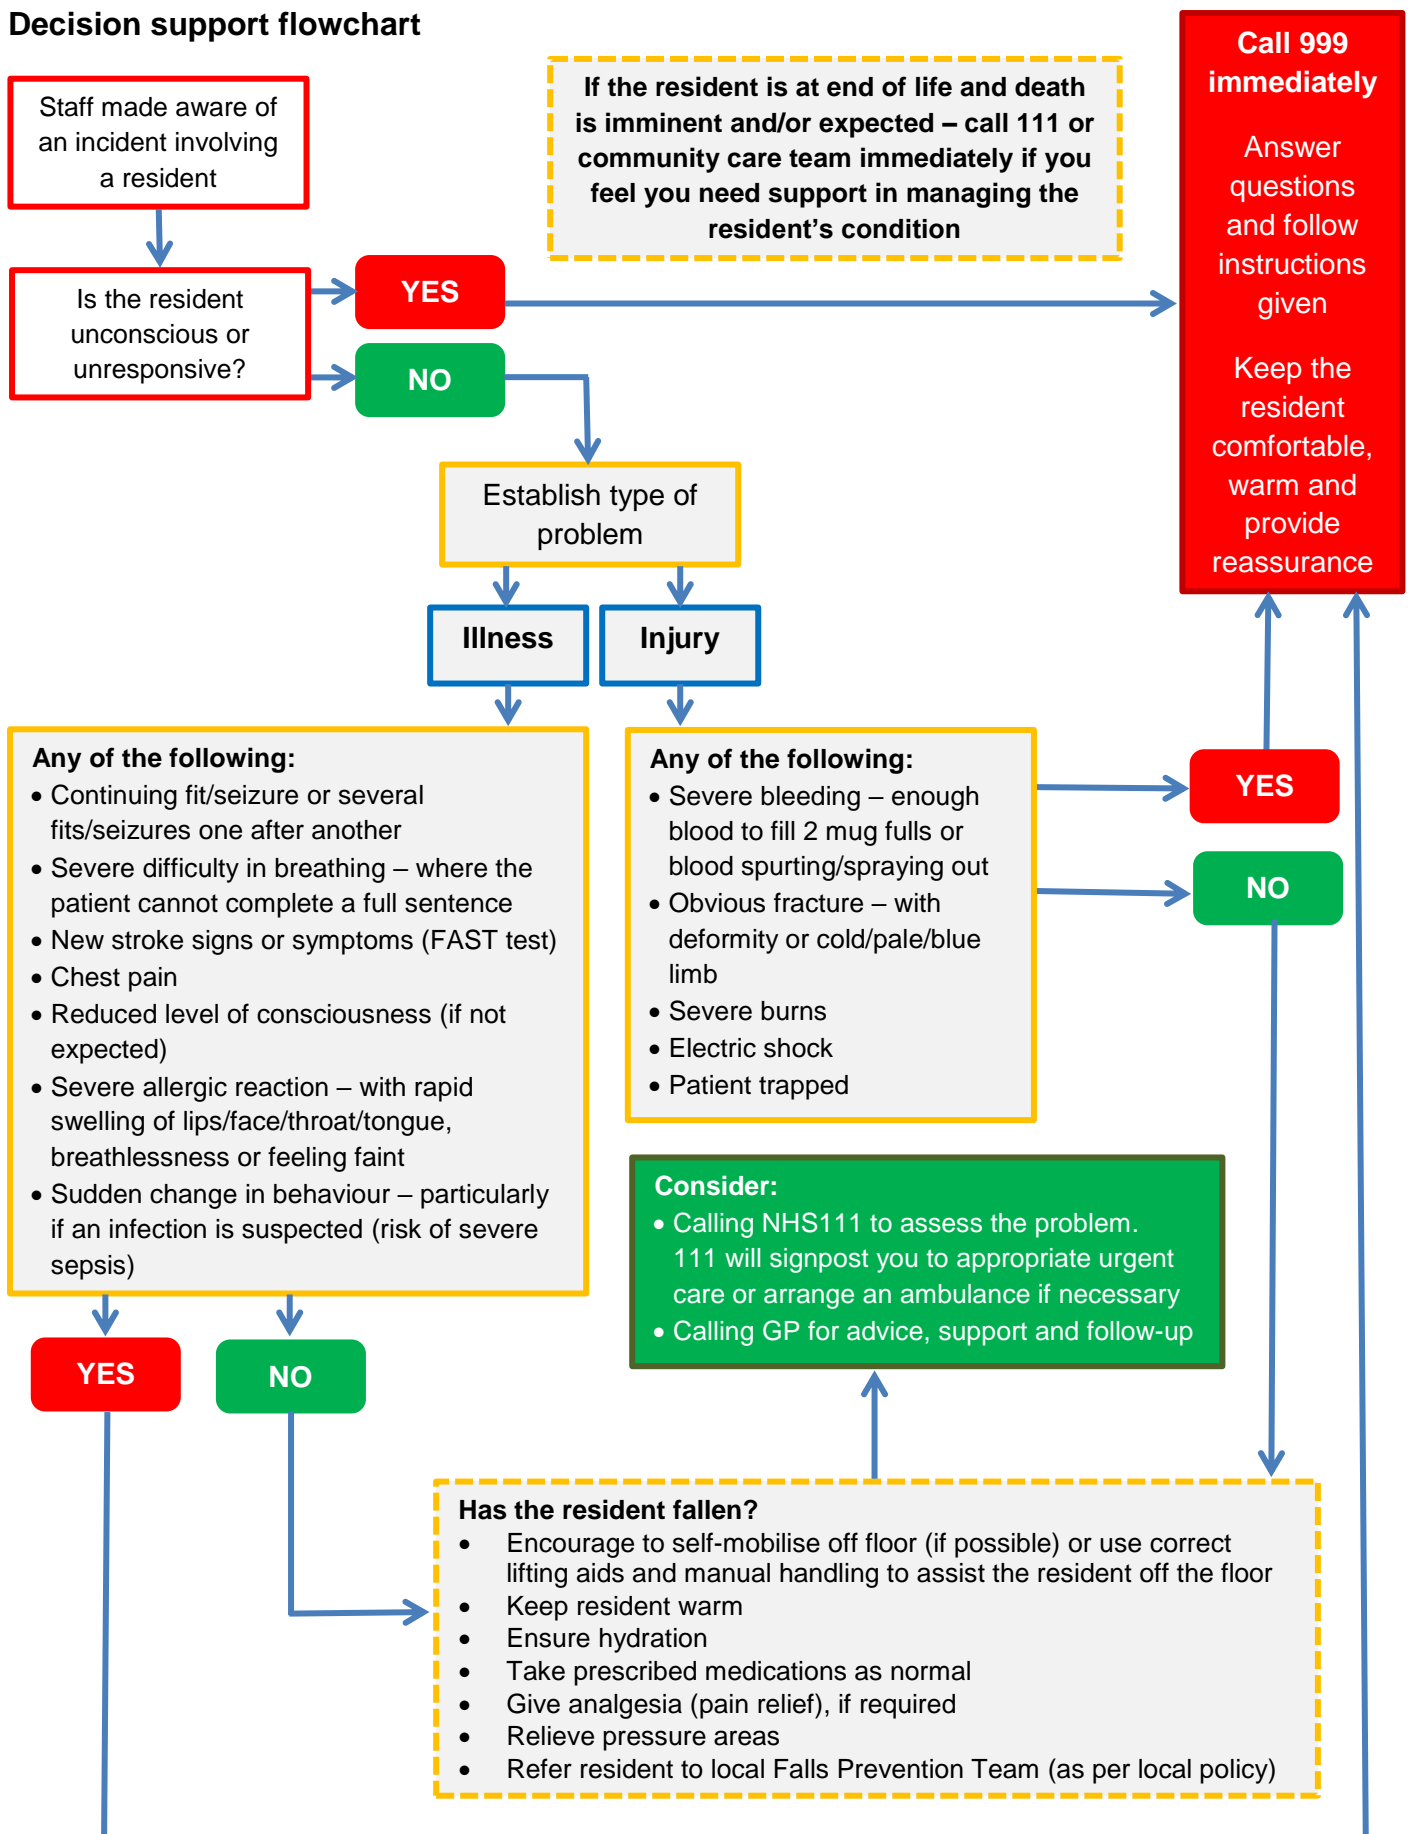 Decision support flowchart
Staff made aware of
an incident involving
a resident
If the resident is at end of life and death
is imminent and/or expected – call 111 or
community care team immediately if you
feel you need support in managing the
resident’s condition
Call 999
immediately
Answer
questions
and follow
instructions
given
Keep the
resident
comfortable,
warm and
provide
reassurance
Is the resident
unconscious or
unresponsive?
YES
NO
Establish type of
problem
Illness
Injury
Any of the following:
• Continuing fit/seizure or several
fits/seizures one after another
• Severe difficulty in breathing – where the
patient cannot complete a full sentence
• New stroke signs or symptoms (FAST test)
• Chest pain
• Reduced level of consciousness (if not
expected)
• Severe allergic reaction – with rapid
swelling of lips/face/throat/tongue,
breathlessness or feeling faint
• Sudden change in behaviour – particularly
if an infection is suspected (risk of severe
sepsis)
YES
NO
Any of the following:
• Severe bleeding – enough
blood to fill 2 mug fulls or
blood spurting/spraying out
• Obvious fracture – with
deformity or cold/pale/blue
limb
• Severe burns
• Electric shock
• Patient trapped
YES
NO
Consider:
• Calling NHS111 to assess the problem.
111 will signpost you to appropriate urgent
care or arrange an ambulance if necessary
• Calling GP for advice, support and follow-up
Has the resident fallen?
• Encourage to self-mobilise off floor (if possible) or use correct
lifting aids and manual handling to assist the resident off the floor
• Keep resident warm
• Ensure hydration
• Take prescribed medications as normal
• Give analgesia (pain relief), if required
• Relieve pressure areas
• Refer resident to local Falls Prevention Team (as per local policy)